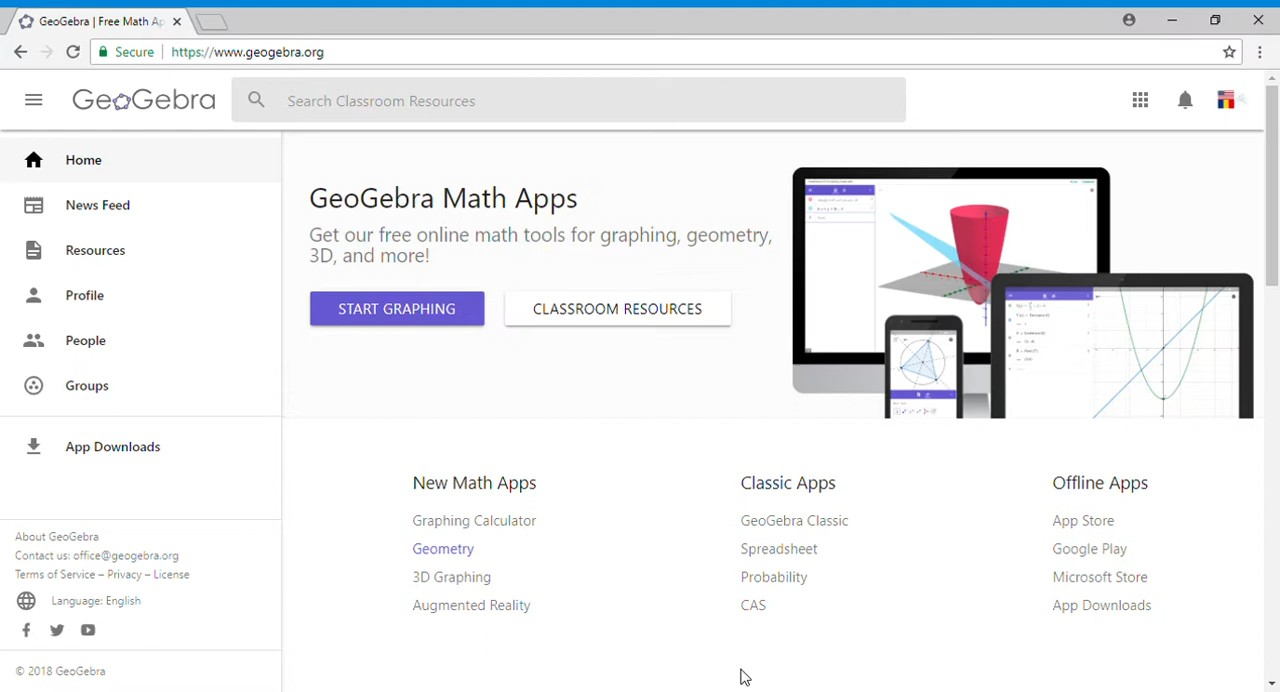 GeoGebra | Free Math Ap
Secure
https://www.geogebra.org
GeoGebra
Search Classroom Resources
Home
News Feed
Resources
Profile
People
Groups
App Downloads
About GeoGebra
Contact us: office@geogebra.org
Terms of Service – Privacy – License
Language: English
© 2018 GeoGebra
GeoGebra Math Apps
Get our free online math tools for graphing, geometry,
3D, and more!
START GRAPHING
CLASSROOM RESOURCES
New Math Apps
Graphing Calculator
Geometry
3D Graphing
Augmented Reality
Classic Apps
GeoGebra Classic
Spreadsheet
Probability
CAS
Offline Apps
App Store
Google Play
Microsoft Store
App Downloads